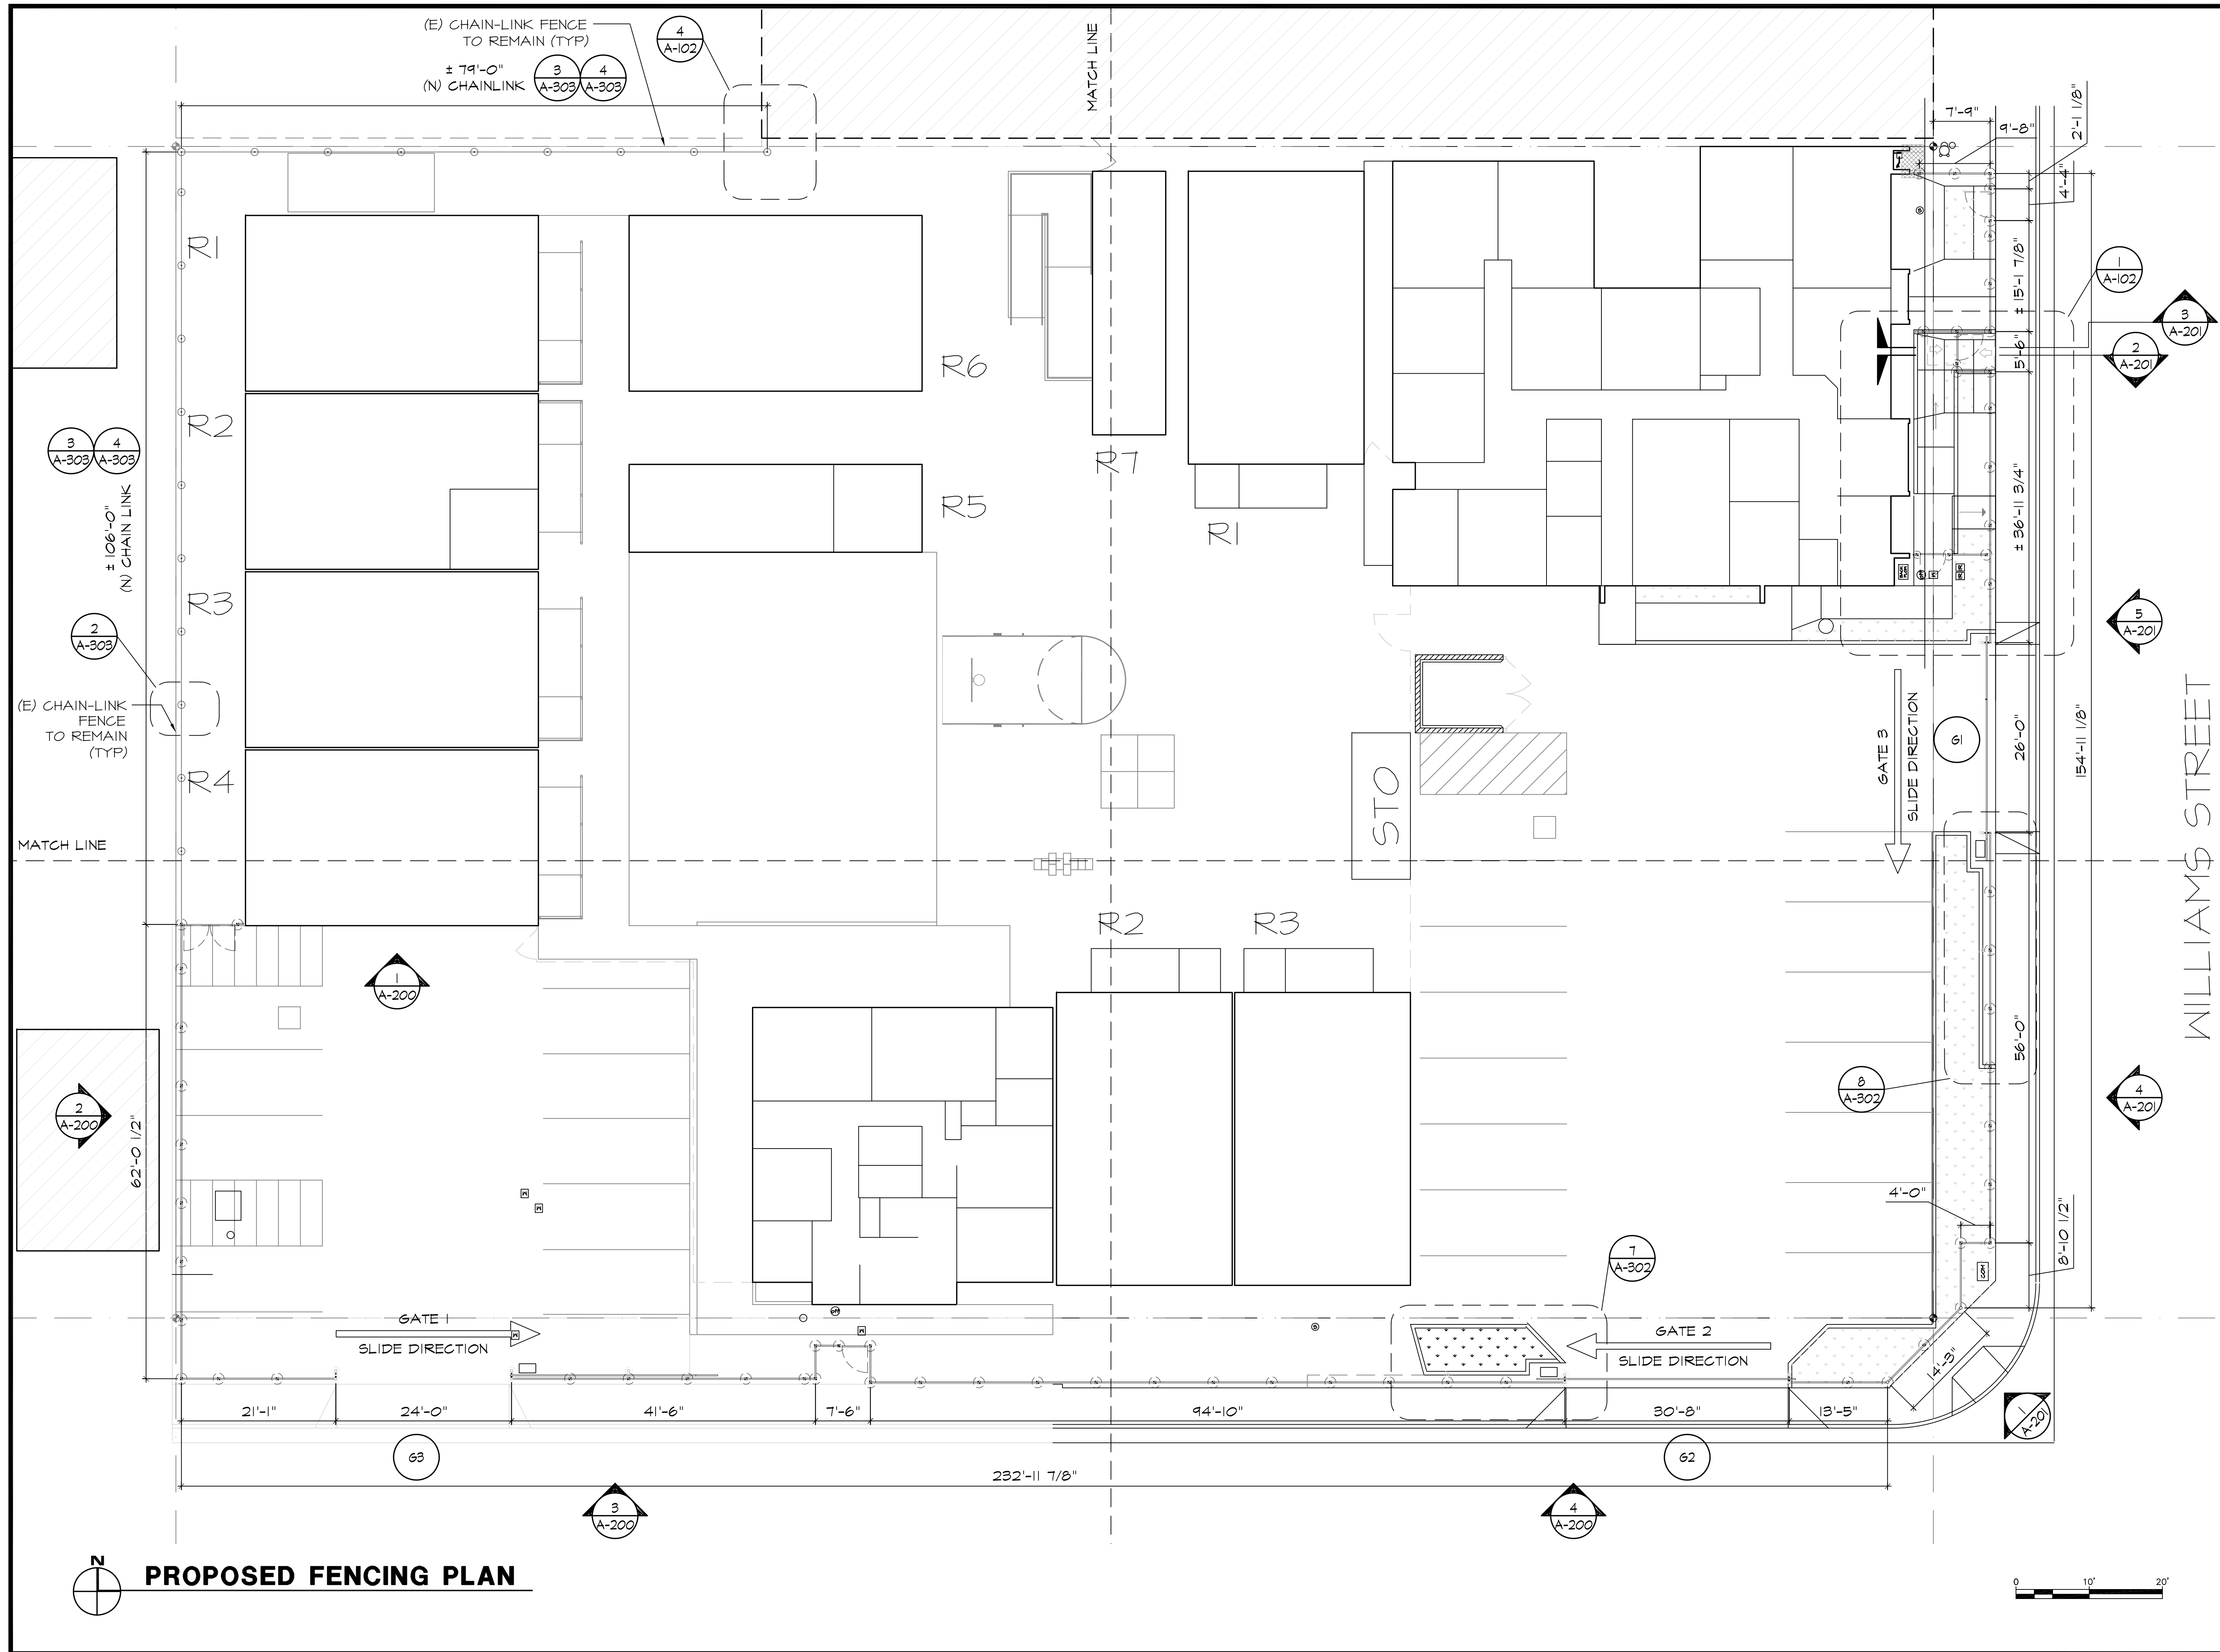 (E) CHAIN-LINK FENCE
TO REMAIN (TYP)
± 79'-0"
(N) CHAINLINK
3
A-303
4
A-303
4
A-102
MATCH LINE
7'-9"
9'-8"
2'-1 1/8"
4'-4"
± 15'-1 7/8"
5'-6"
1
A-102
3
A-201
2
A-201
R1
R2
R3
R4
R6
R5
R7
R1
3
A-303
4
A-303
± 106'-0"
(N) CHAIN LINK
2
A-303
(E) CHAIN-LINK
FENCE
TO REMAIN
(TYP)
MATCH LINE
± 36'-11 3/4"
BACK
FLOW
5
A-201
GATE 3
SLIDE DIRECTION
G1
26'-0"
154'-11 1/8"
WILLIAMS STREET
STO
R2
R3
1
A-200
2
A-200
62'-0 1/2"
56'-0"
8
A-302
4
A-201
4'-0"
8'-10 1/2"
COM
7
A-302
GATE 1
SLIDE DIRECTION
GATE 2
SLIDE DIRECTION
14'-3"
1
A-201
21'-1"
24'-0"
41'-6"
7'-6"
94'-10"
30'-8"
13'-5"
G3
G2
232'-11 7/8"
3
A-200
4
A-200
N
PROPOSED FENCING PLAN
0 10' 20'